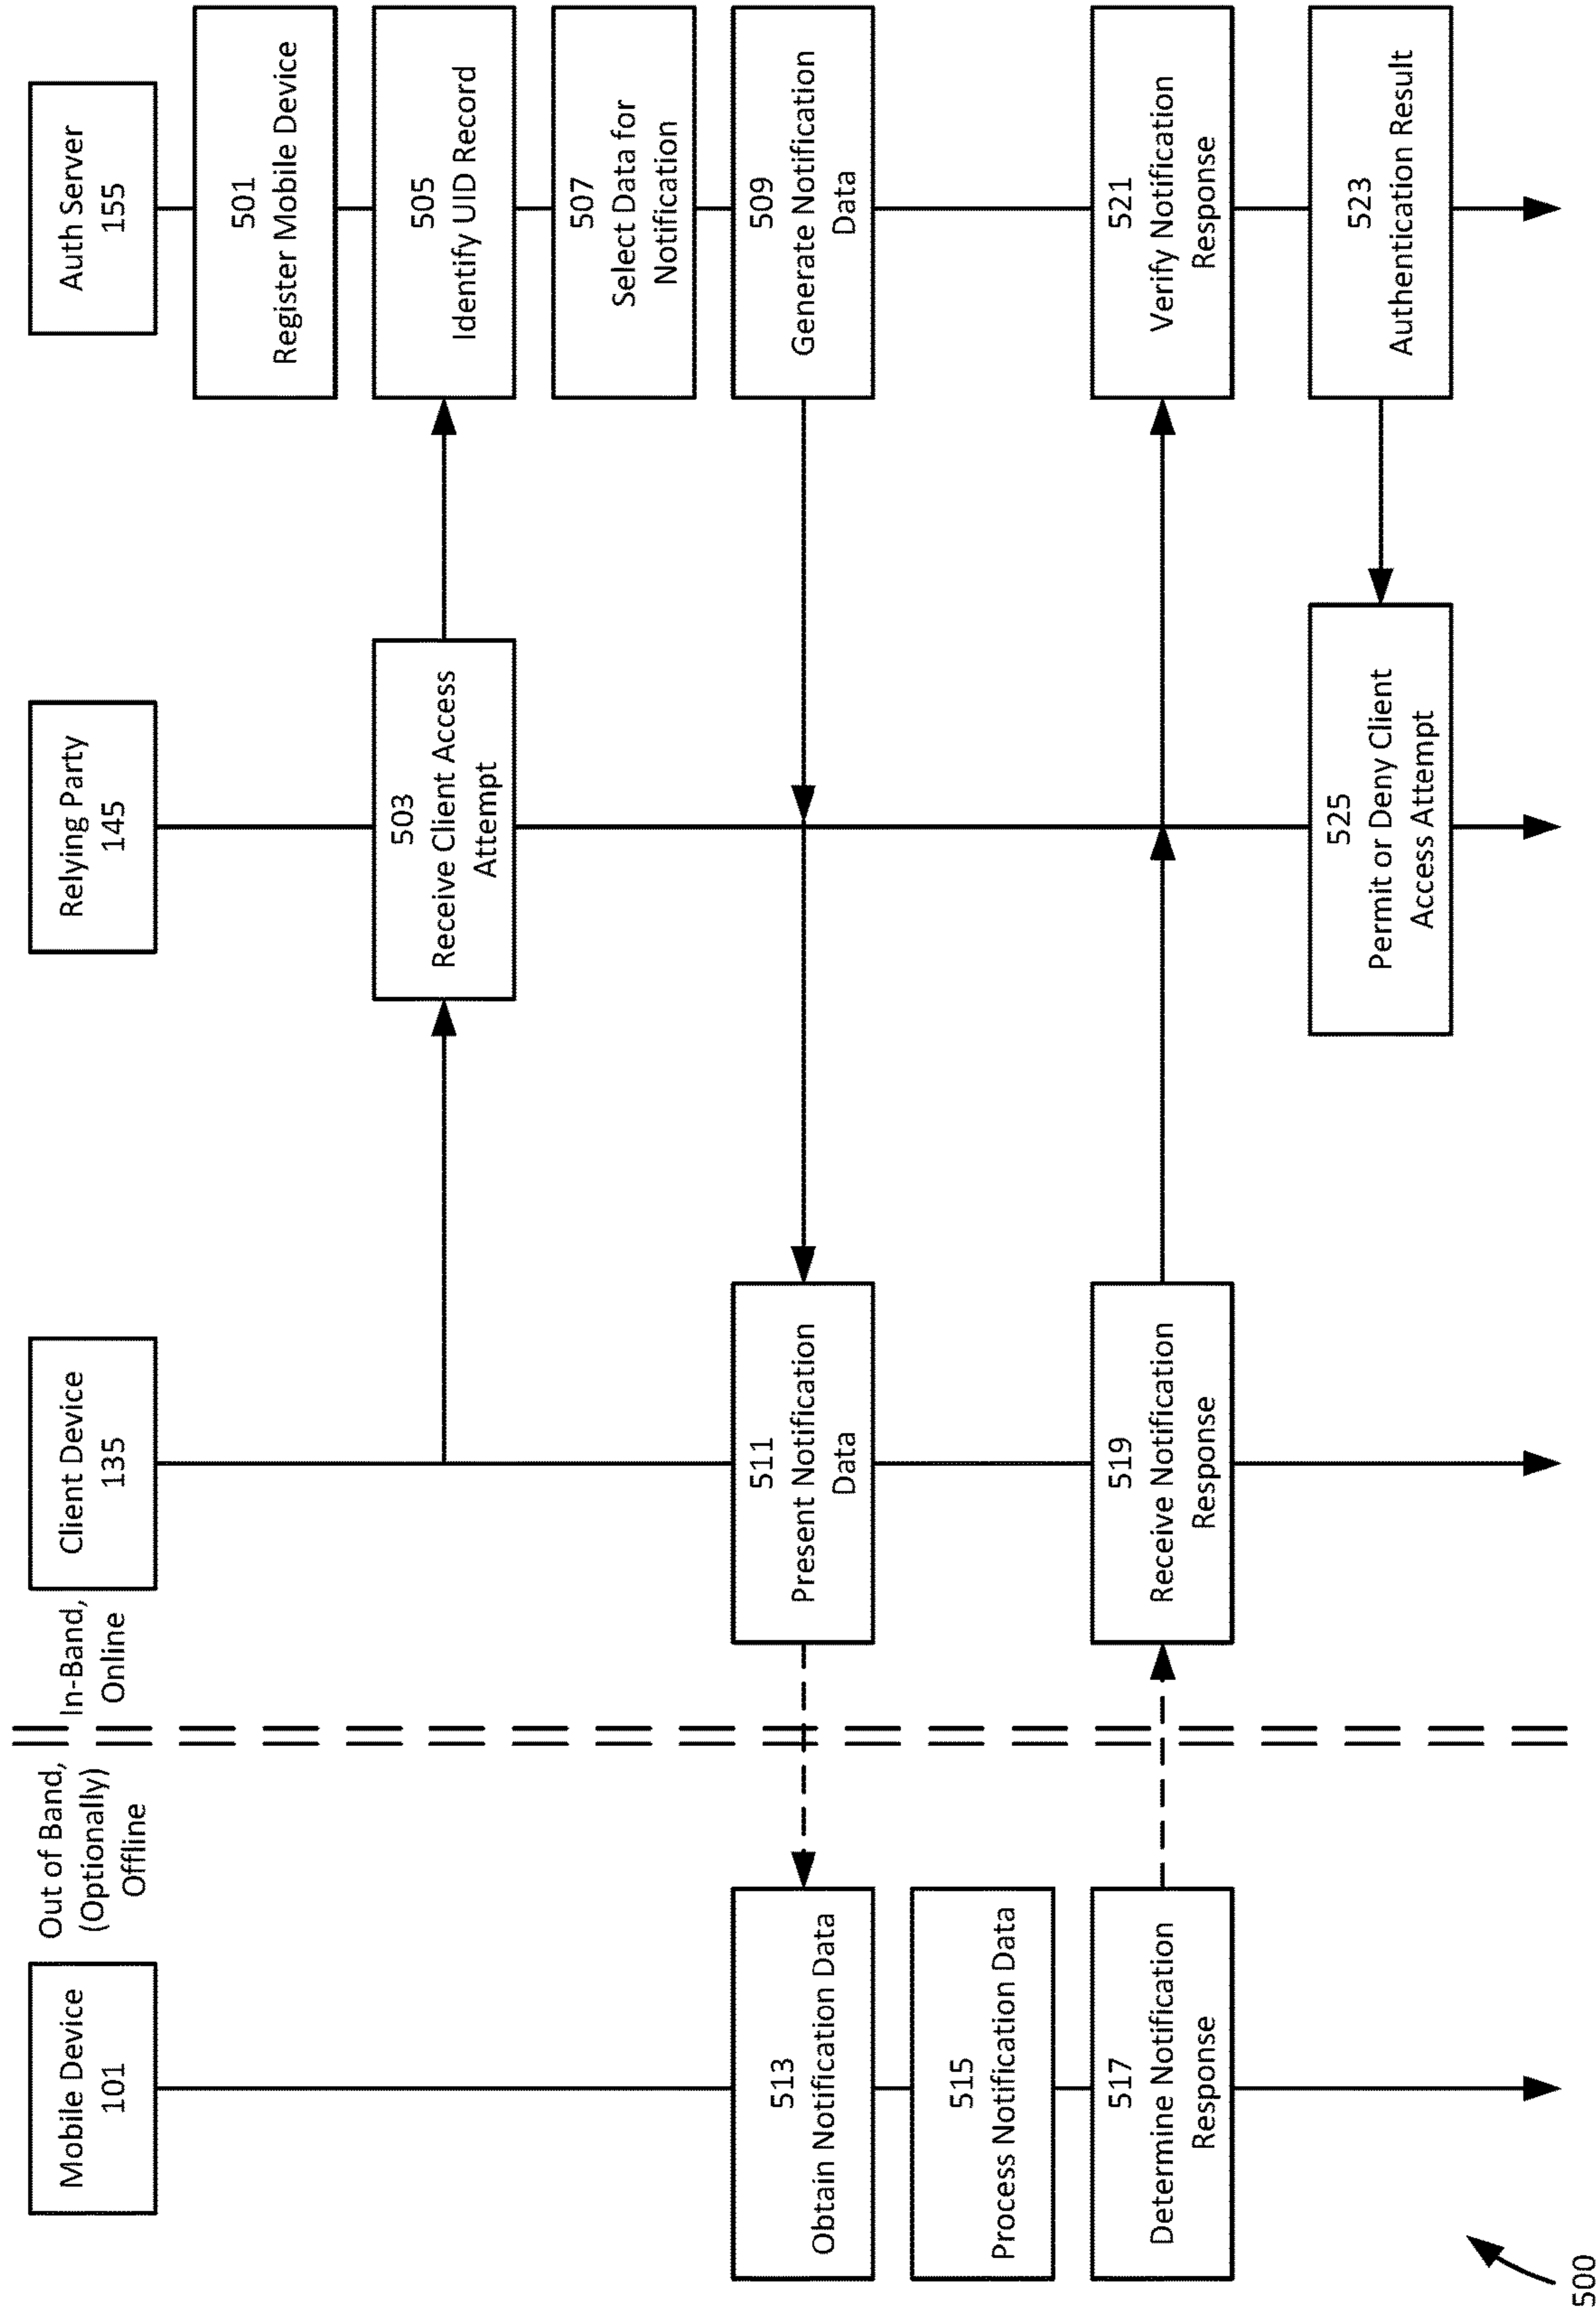 Mobile Device
101
Out of Band,
(Optionally)
Offline
In-Band,
Online
Client Device
135
Relying Party
145
Auth Server
155
501
Register Mobile Device
503
Receive Client Access
Attempt
505
Identify UID Record
507
Select Data for
Notification
509
Generate Notification
Data
511
Present Notification
Data
513
Obtain Notification Data
515
Process Notification Data
517
Determine Notification
Response
519
Receive Notification
Response
521
Verify Notification
Response
523
Authentication Result
525
Permit or Deny Client
Access Attempt
500